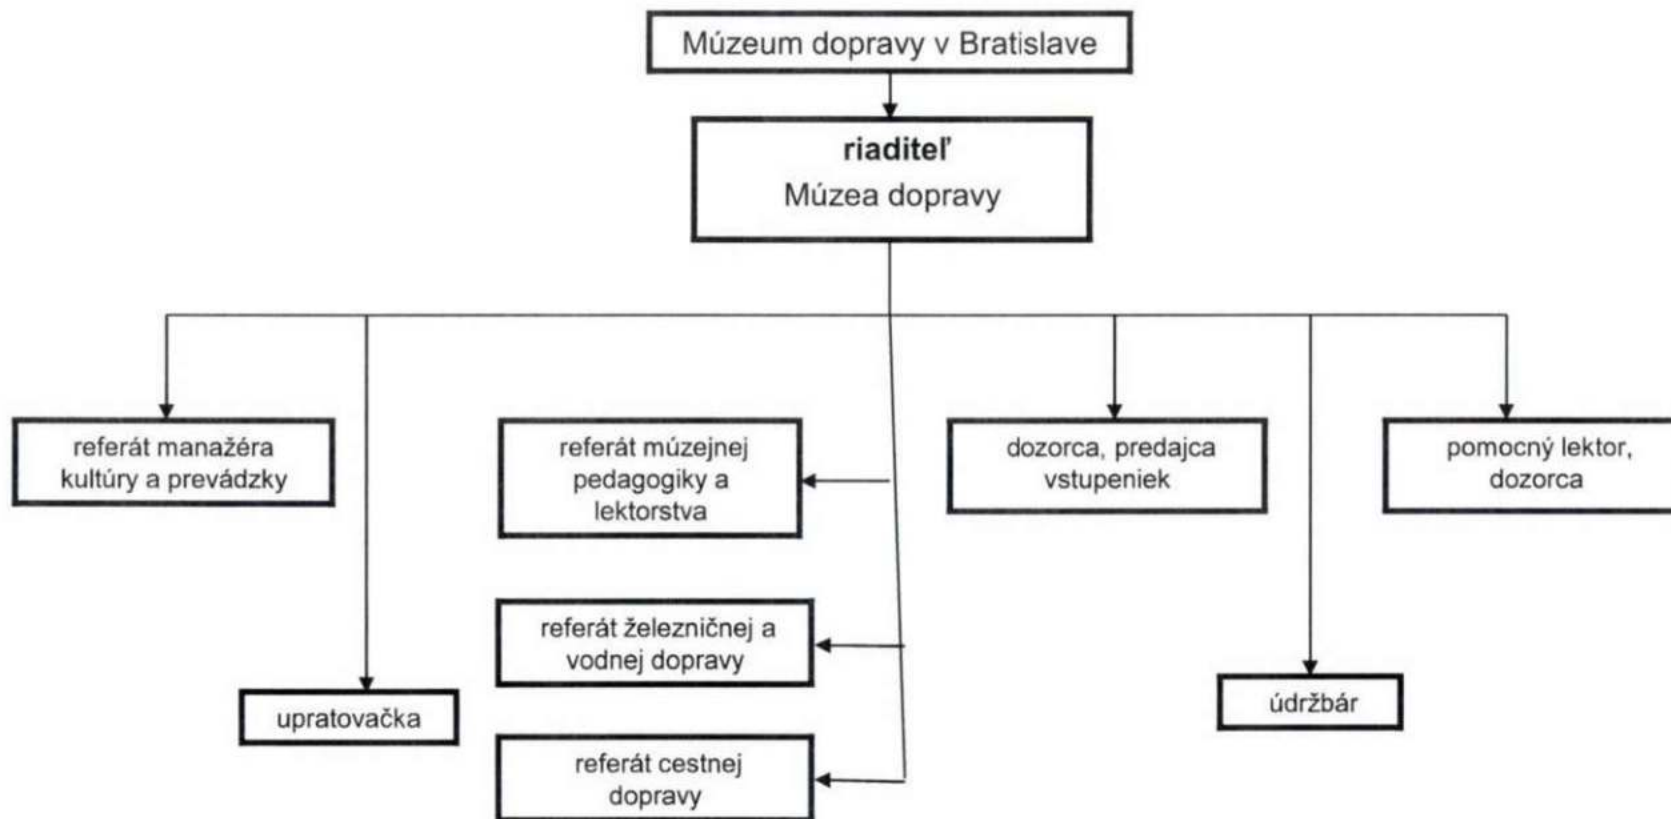 Múzeum dopravy v Bratislave
riaditeľ
Múzea dopravy
referát manažéra
kultúry a prevádzky
referát múzejnej
pedagogiky a
lektorstva
dozorca, predajca
vstupeniek
pomocný lektor,
dozorca
referát železničnej a
vodnej dopravy
upratovačka
údržbár
referát cestnej
dopravy